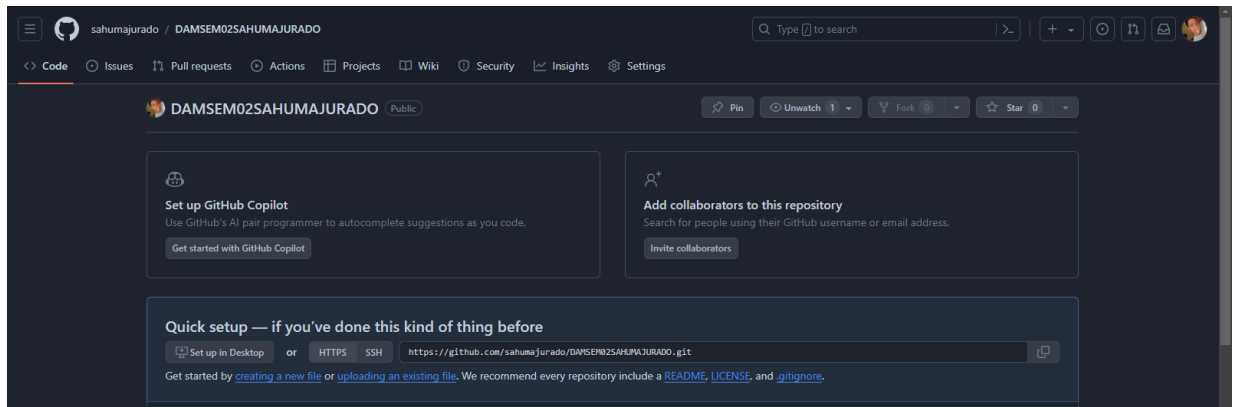 sahumajurado / DAMSEM02SAHUMAJURADO
Type / to search
Code Issues Pull requests Actions Projects Wiki Security Insights Settings
DAMSEM02SAHUMAJURADO Public
Pin Unwatch 1 Fork 0 Star 0
Set up GitHub Copilot
Use GitHub's AI pair programmer to autocomplete suggestions as you code.
Get started with GitHub Copilot
Add collaborators to this repository
Search for people using their GitHub username or email address.
Invite collaborators
Quick setup — if you've done this kind of thing before
Set up in Desktop or HTTPS SSH https://github.com/sahumajurado/DAMSEM02SAHUMAJURADO.git
Get started by creating a new file or uploading an existing file. We recommend every repository include a README, LICENSE, and .gitignore.